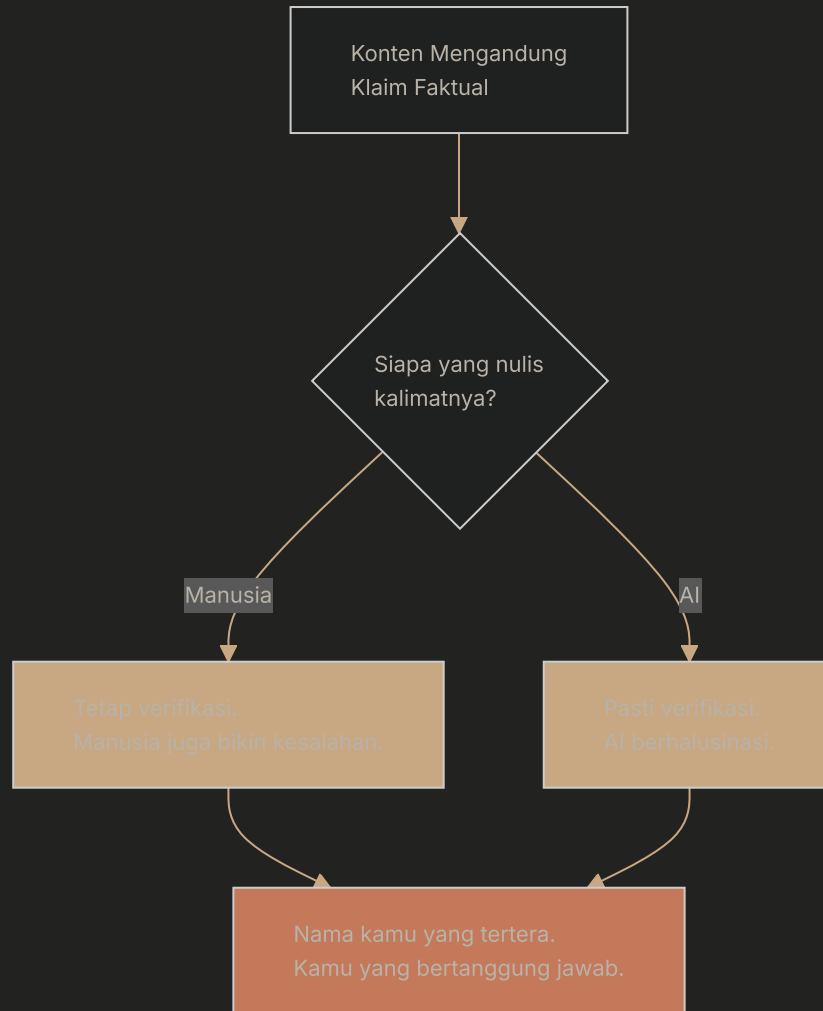 Konten Mengandung
Klaim Faktual
Siapa yang nulis
kalimatnya?
Manusia
AI
Tetap verifikasi.
Manusia juga bikin kesalahan.
Pasti verifikasi.
AI berhalusinasi.
Nama kamu yang tertera.
Kamu yang bertanggung jawab.